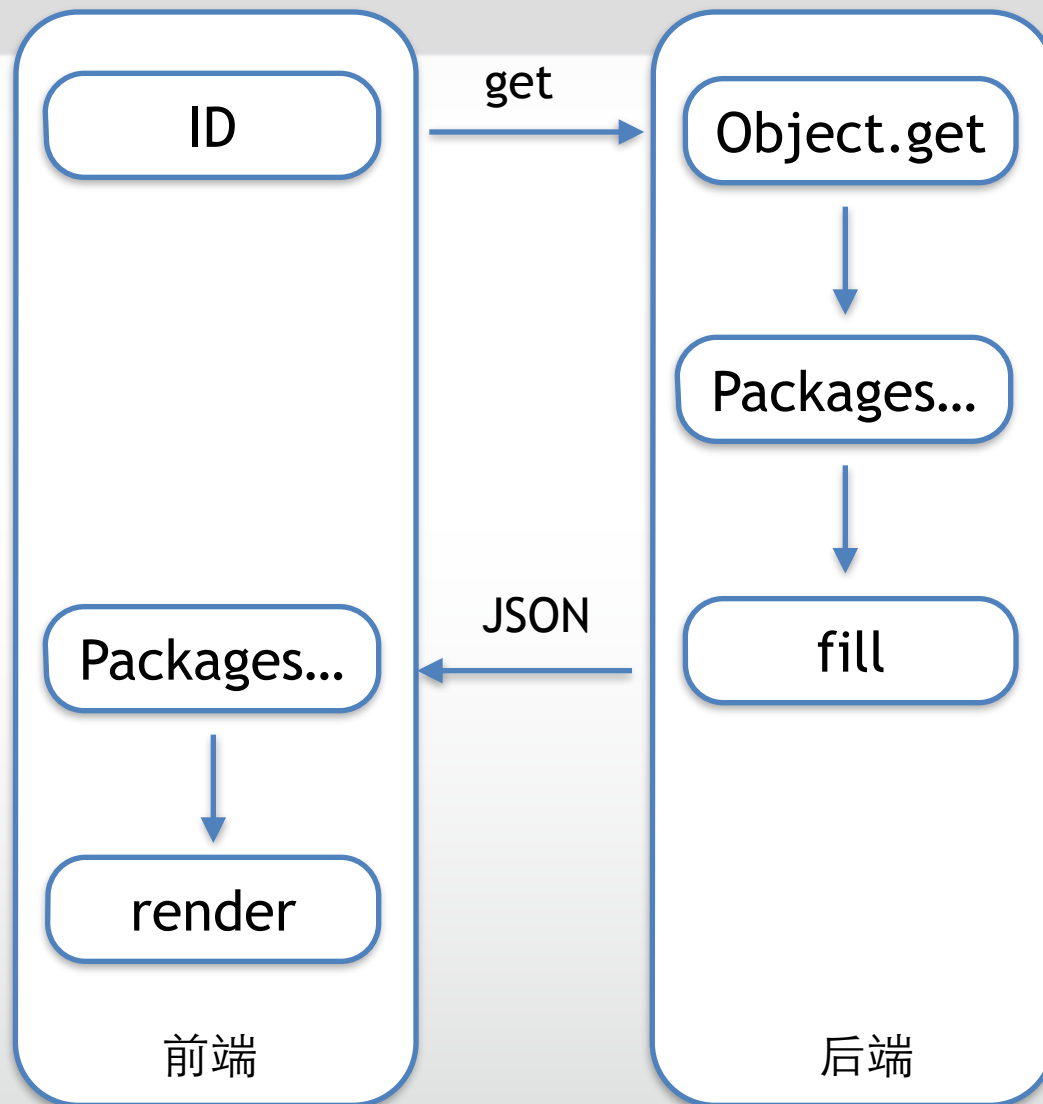 ID
get
Object.get
Packages…
JSON
Packages…
fill
render
前端
后端